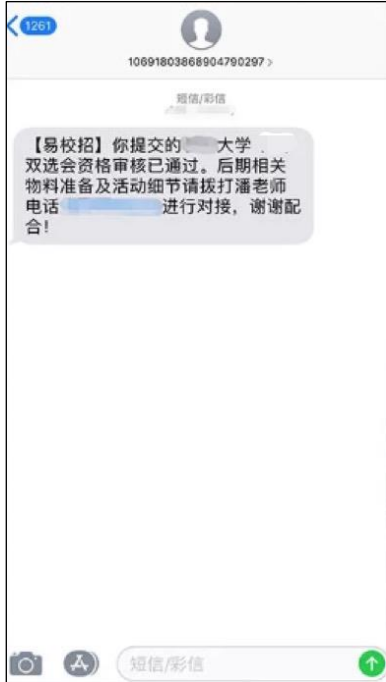 1261
10691803868904790297 >
短信/彩信
【易校招】你提交的 大学
双选会资格审核已通过。后期相关
物料准备及活动细节请拨打潘老师
电话 进行对接，谢谢配
合！
短信/彩信